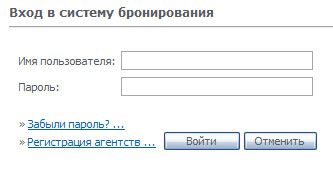 Вход в систему бронирования
Имя пользователя:
Пароль:
» Забыли пароль? ...
» Регистрация агентств ... Войти Отменить